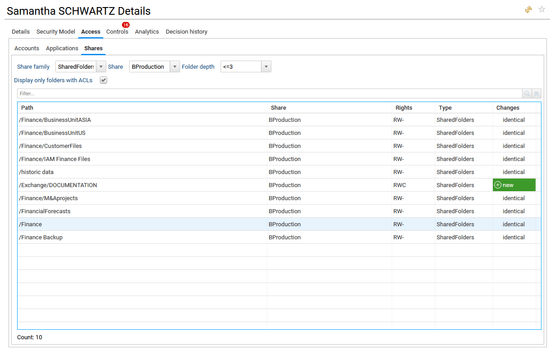 Samantha SCHWARTZ Details
Details Security Model Access Controls Analytics Decision history
Accounts Applications Shares
Share family SharedFolders Share BProduction Folder depth <=3
Display only folders with ACLs
Filter...
Path Share Rights Type Changes
/Finance/BusinessUnitASIA BProduction RW- SharedFolders identical
/Finance/BusinessUnitUS BProduction RW- SharedFolders identical
/Finance/CustomerFiles BProduction RW- SharedFolders identical
/Finance/IAM Finance Files BProduction RW- SharedFolders identical
/historic data BProduction RW- SharedFolders identical
/Exchange/DOCUMENTATION BProduction RWC SharedFolders new
/Finance/M&Aprojects BProduction RW- SharedFolders identical
/FinancialForecasts BProduction RW- SharedFolders identical
/Finance BProduction RW- SharedFolders identical
/Finance Backup BProduction RW- SharedFolders identical
Count: 10